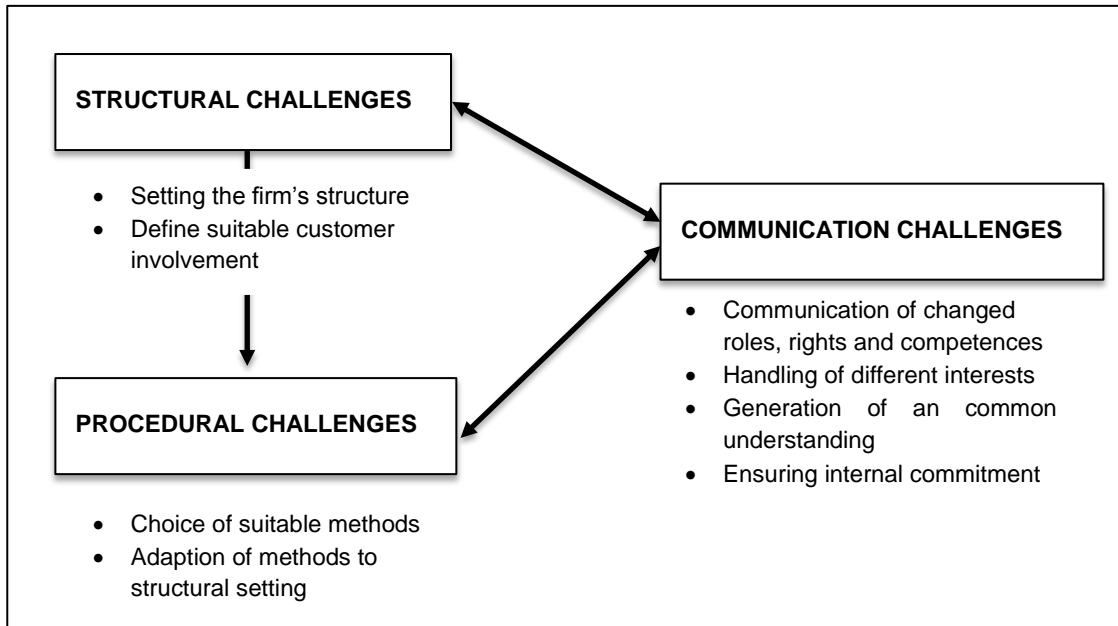 STRUCTURAL CHALLENGES
• Setting the firm's structure
• Define suitable customer
involvement
PROCEDURAL CHALLENGES
• Choice of suitable methods
• Adaption of methods to
structural setting
COMMUNICATION CHALLENGES
• Communication of changed
roles, rights and competences
• Handling of different interests
• Generation of an common
understanding
• Ensuring internal commitment